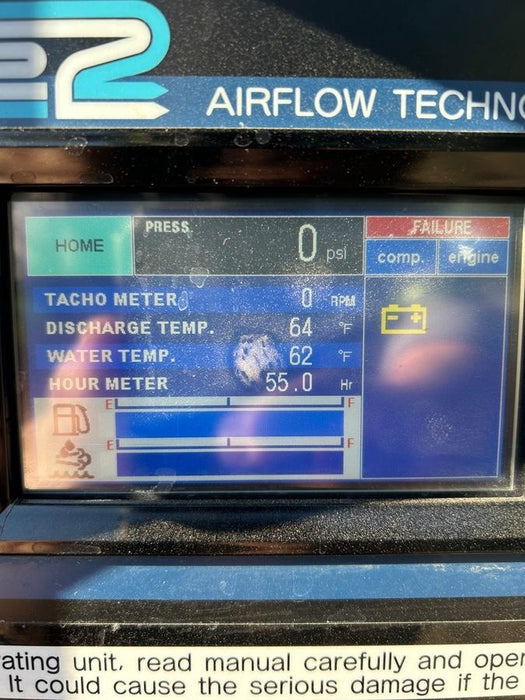 2
AIRFLOW TECHNO
HOME
PRESS
0 psi
FAILURE
comp. engine
TACHO METER 0 RPM
DISCHARGE TEMP. 64 °F
WATER TEMP. 62 °F
HOUR METER 55.0 Hr
E F
E F
ating unit, read manual carefully and oper
It could cause the serious damage if the